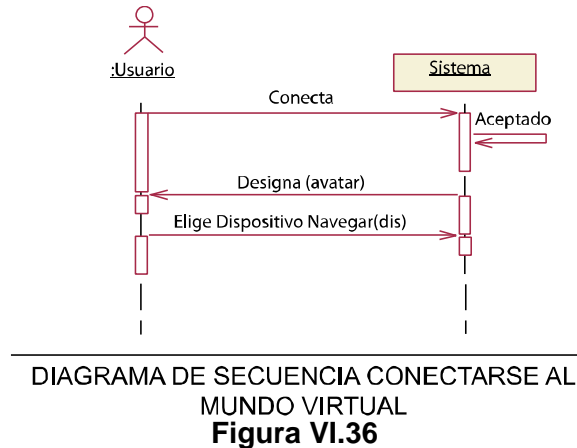 :Usuario
Sistema
Conecta
Aceptado
Designa (avatar)
Elige Dispositivo Navegar(dis)
DIAGRAMA DE SECUENCIA CONECTARSE AL
MUNDO VIRTUAL
Figura VI.36